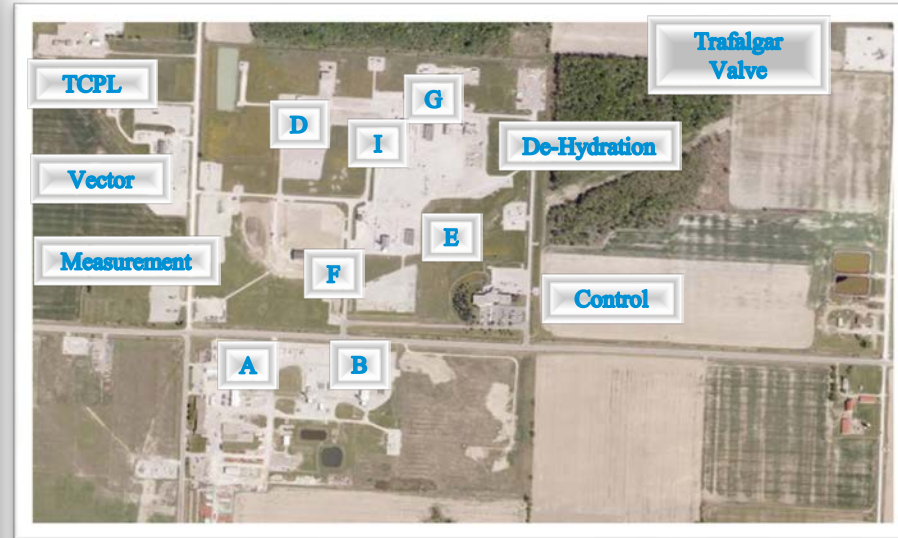 Trafalgar
Valve
TCPL
G
D
I
De-Hydration
Vector
E
Measurement
F
Control
A
B